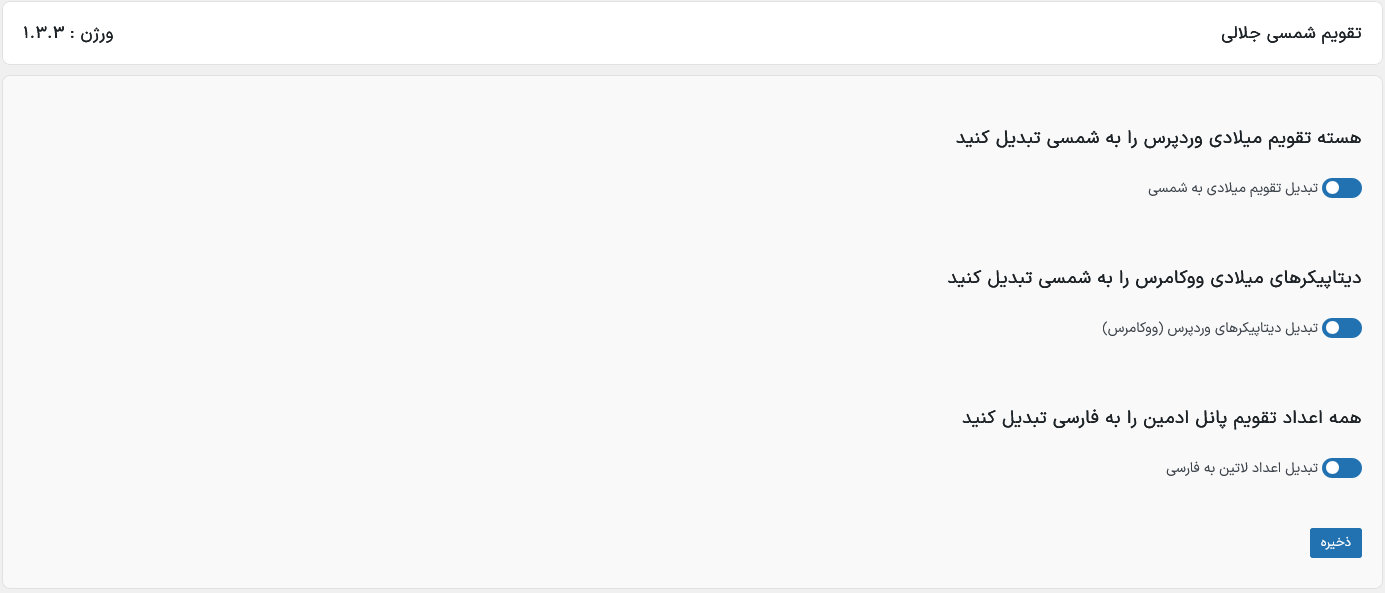 تقویم شمسی جلالی
ورژن : ۱.۳.۳
هسته تقویم میلادی وردپرس را به شمسی تبدیل کنید
تبدیل تقویم میلادی به شمسی
دیتاپیکرهای میلادی ووکامرس را به شمسی تبدیل کنید
تبدیل دیتاپیکرهای وردپرس (ووکامرس)
همه اعداد تقویم پانل ادمین را به فارسی تبدیل کنید
تبدیل اعداد لاتین به فارسی
ذخیره